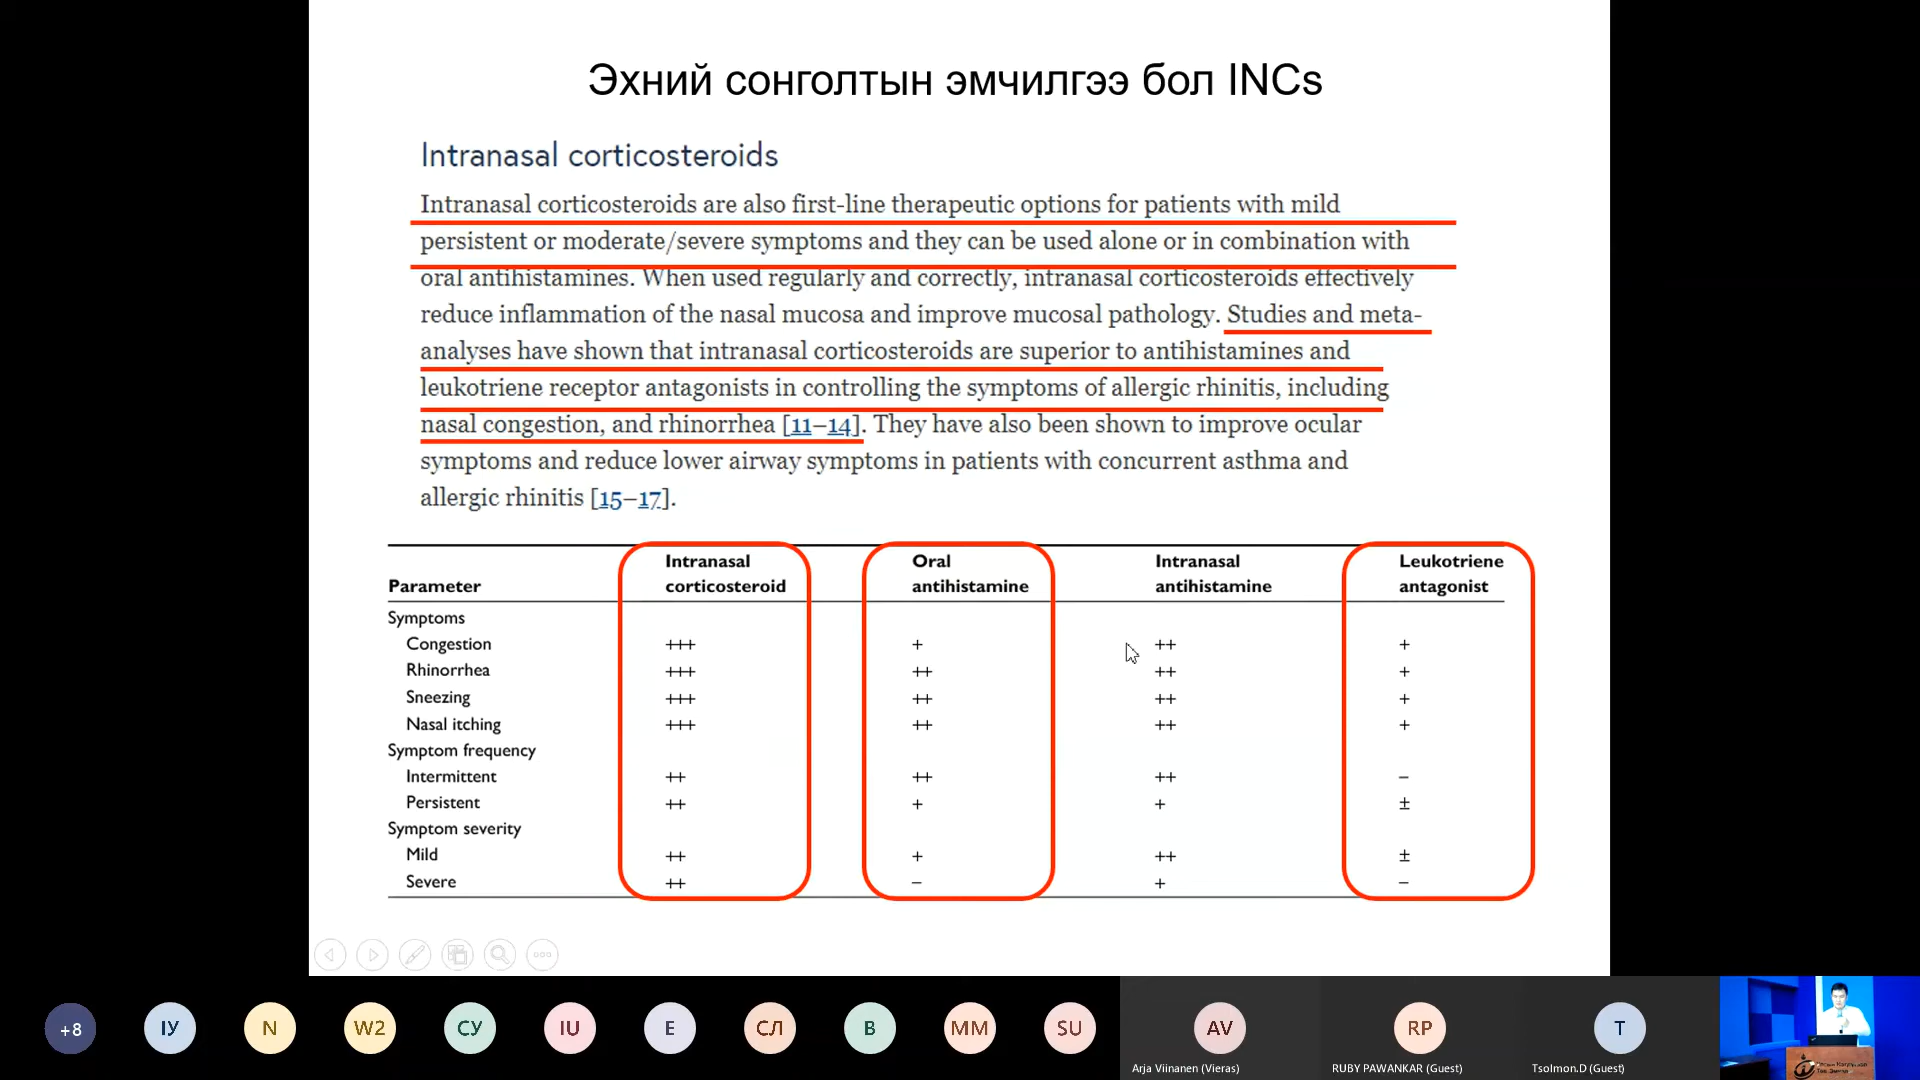 Эхний сонголтын эмчилгээ бол INCs
Intranasal corticosteroids
Intranasal corticosteroids are also first-line therapeutic options for patients with mild
persistent or moderate/severe symptoms and they can be used alone or in combination with
oral antihistamines. When used regularly and correctly, intranasal corticosteroids effectively
reduce inflammation of the nasal mucosa and improve mucosal pathology. Studies and meta-
analyses have shown that intranasal corticosteroids are superior to antihistamines and
leukotriene receptor antagonists in controlling the symptoms of allergic rhinitis, including
nasal congestion, and rhinorrhea [11–14]. They have also been shown to improve ocular
symptoms and reduce lower airway symptoms in patients with concurrent asthma and
allergic rhinitis [15–17].
Intranasal Oral Intranasal Leukotriene
Parameter corticosteroid antihistamine antihistamine antagonist
Symptoms
Congestion +++ + ++ +
Rhinorrhea +++ ++ ++ +
Sneezing +++ ++ ++ +
Nasal itching +++ ++ ++ +
Symptom frequency
Intermittent ++ ++ ++ –
Persistent ++ + + ±
Symptom severity
Mild ++ + ++ ±
Severe ++ – + –
+8 IУ N W2 СУ IU E СЛ B MM SU AV RP T
Arja Viinanen (Vieras) RUBY PAWANKAR (Guest) Tsolmon.D (Guest)